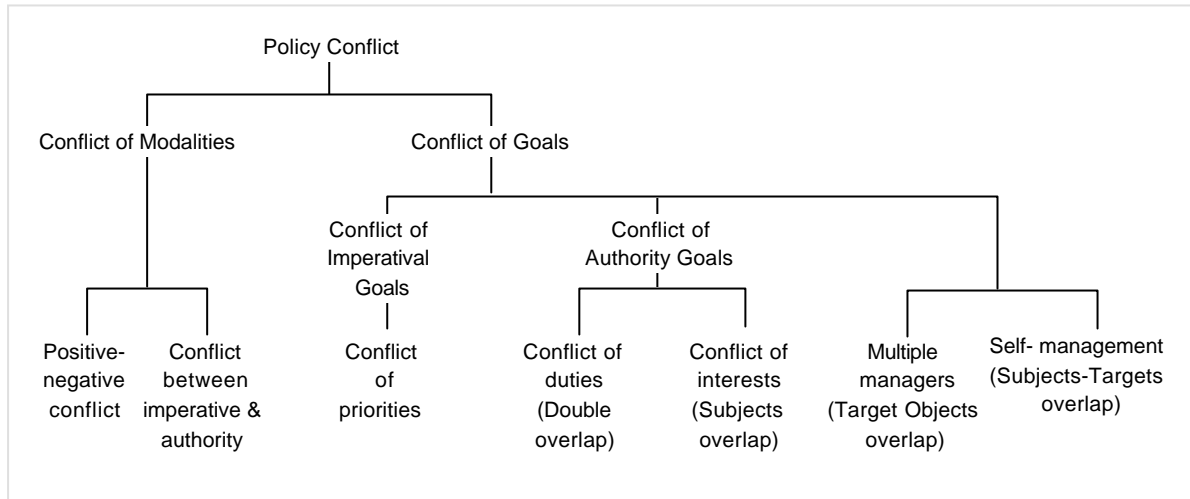 Policy Conflict
Conflict of Modalities
Conflict of Goals
Conflict of
Imperatival
Goals
Conflict of
Authority Goals
Positive-
negative
conflict
Conflict
between
imperative &
authority
Conflict
of
priorities
Conflict of
duties
(Double
overlap)
Conflict of
interests
(Subjects
overlap)
Multiple
managers
(Target Objects
overlap)
Self- management
(Subjects-Targets
overlap)